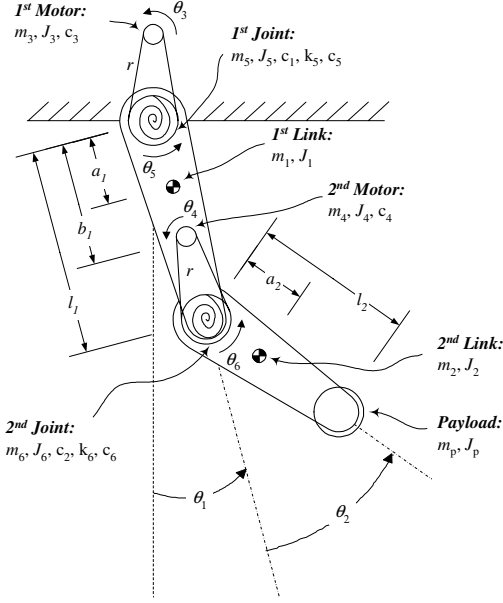 1st Motor:
m3, J3, c3
θ3
1st Joint:
m5, J5, c1, k5, c5
r
1st Link:
m1, J1
θ5
a1
2nd Motor:
m4, J4, c4
θ4
b1
r
a2
l2
l1
2nd Link:
m2, J2
θ6
2nd Joint:
m6, J6, c2, k6, c6
Payload:
mp, Jp
θ1
θ2